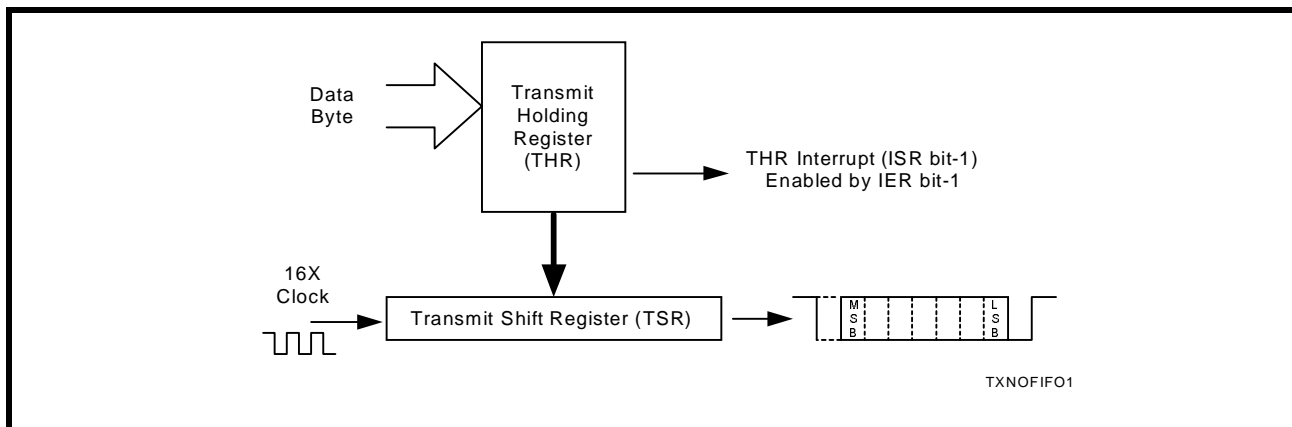 Data
Byte
Transmit
Holding
Register
(THR)
THR Interrupt (ISR bit-1)
Enabled by IER bit-1
16X
Clock
Transmit Shift Register (TSR)
M
S
B
L
S
B
TXNOFIFO1